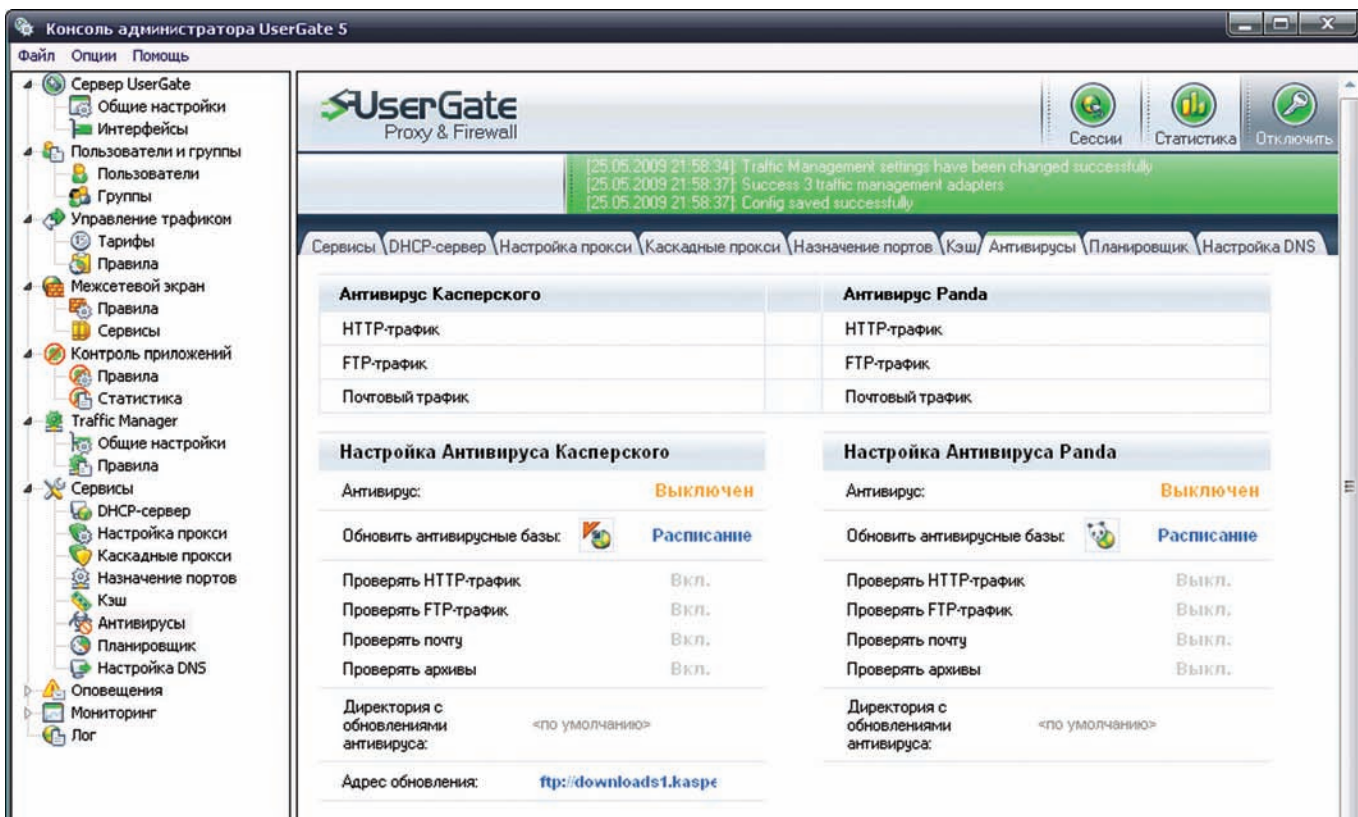 Консоль администратора UserGate 5
Файл Опции Помощь
Сервер UserGate
Общие настройки
Интерфейсы
Пользователи и группы
Пользователи
Группы
Управление трафиком
Тарифы
Правила
Межсетевой экран
Правила
Сервисы
Контроль приложений
Правила
Статистика
Traffic Manager
Общие настройки
Правила
Сервисы
DHCP-сервер
Настройка прокси
Каскадные прокси
Назначение портов
Кэш
Антивирусы
Планировщик
Настройка DNS
Оповещения
Мониторинг
Лог
UserGate
Proxy & Firewall
Сессии Статистика Отключить
[25.05.2009 21:58:34]: Traffic Management settings have been changed successfully
[25.05.2009 21:58:37]: Success 3 traffic management adapters
[25.05.2009 21:58:37]: Config saved successfully
Сервисы DHCP-сервер Настройка прокси Каскадные прокси Назначение портов Кэш Антивирусы Планировщик Настройка DNS
Антивирус Касперского
HTTP-трафик
FTP-трафик
Почтовый трафик
Антивирус Panda
HTTP-трафик
FTP-трафик
Почтовый трафик
Настройка Антивируса Касперского
Антивирус: Выключен
Обновить антивирусные базы: Расписание
Проверять HTTP-трафик Вкл.
Проверять FTP-трафик Вкл.
Проверять почту Вкл.
Проверять архивы Вкл.
Директория с
обновлениями <по умолчанию>
антивируса:
Адрес обновления: ftp://downloads1.kaspe
Настройка Антивируса Panda
Антивирус: Выключен
Обновить антивирусные базы: Расписание
Проверять HTTP-трафик Выкл.
Проверять FTP-трафик Выкл.
Проверять почту Выкл.
Проверять архивы Выкл.
Директория с
обновлениями <по умолчанию>
антивируса: